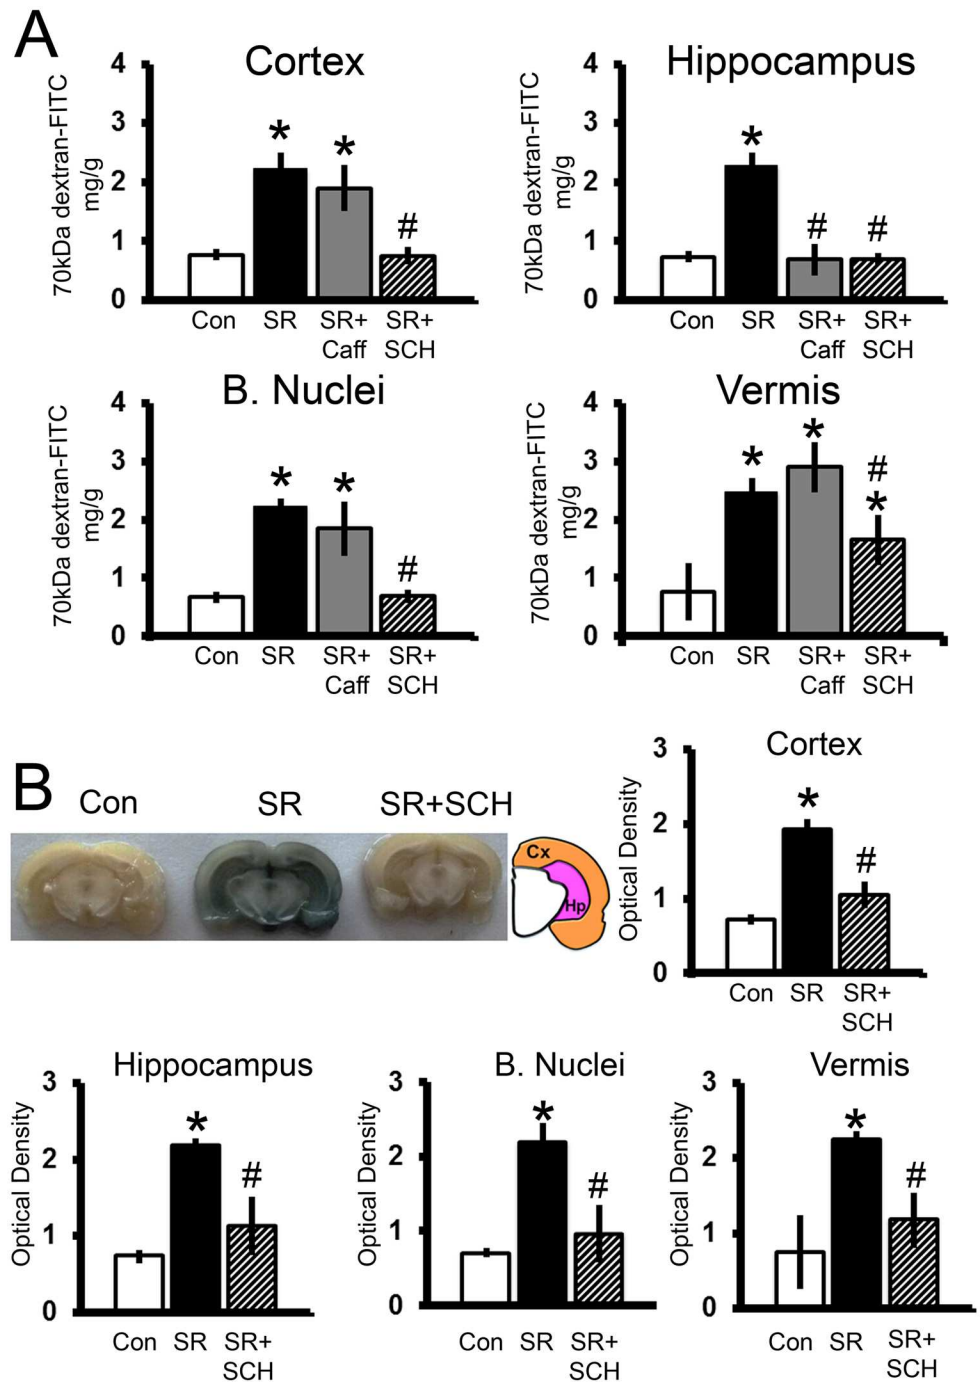 A
Cortex
70kDa dextran-FITC
mg/g
4
3
2
1
0
*
*
#
Con
SR
SR+
Caff
SR+
SCH
Hippocampus
70kDa dextran-FITC
mg/g
4
3
2
1
0
*
#
#
Con
SR
SR+
Caff
SR+
SCH
B. Nuclei
70kDa dextran-FITC
mg/g
4
3
2
1
0
*
*
#
Con
SR
SR+
Caff
SR+
SCH
Vermis
70kDa dextran-FITC
mg/g
4
3
2
1
0
*
*
#
*
Con
SR
SR+
Caff
SR+
SCH
B
Con
SR
SR+SCH
Cx
Hp
Cortex
Optical Density
3
2
1
0
*
#
Con
SR
SR+
SCH
Hippocampus
Optical Density
3
2
1
0
*
#
Con
SR
SR+
SCH
B. Nuclei
Optical Density
3
2
1
0
*
#
Con
SR
SR+
SCH
Vermis
Optical Density
3
2
1
0
*
#
Con
SR
SR+
SCH